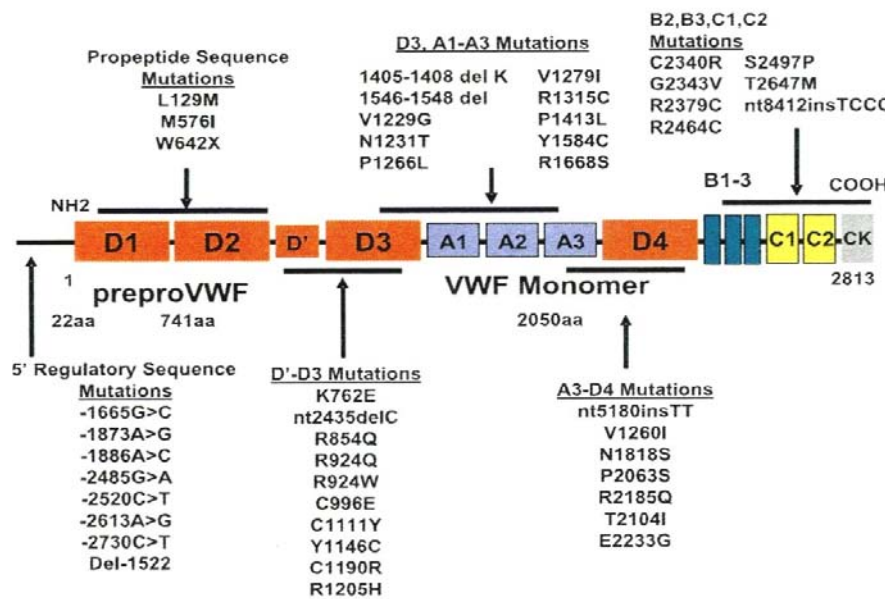 Propeptide Sequence
Mutations
L129M
M576I
W642X
D3, A1-A3 Mutations
1405-1408 del K
1546-1548 del
V1229G
N1231T
P1266L
V1279I
R1315C
P1413L
Y1584C
R1668S
B2,B3,C1,C2
Mutations
C2340R
G2343V
R2379C
R2464C
S2497P
T2647M
nt8412insTCCC
NH2
B1-3
COOH
D1
D2
D'
D3
A1
A2
A3
D4
C1
C2
CK
1
preproVWF
VWF Monomer
2813
22aa
741aa
2050aa
5' Regulatory Sequence
Mutations
-1665G>C
-1873A>G
-1886A>C
-2485G>A
-2520C>T
-2613A>G
-2730C>T
Del-1522
D'-D3 Mutations
K762E
nt2435delC
R854Q
R924Q
R924W
C996E
C1111Y
Y1146C
C1190R
R1205H
A3-D4 Mutations
nt5180insTT
V1260I
N1818S
P2063S
R2185Q
T2104I
E2233G